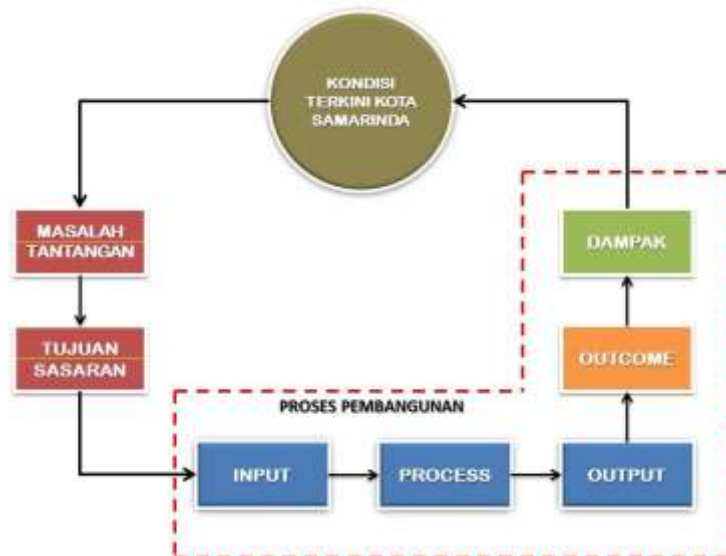 KONDISI
TERKINI KOTA
SAMARINDA
MASALAH
TANTANGAN
TUJUAN
SASARAN
PROSES PEMBANGUNAN
INPUT
PROCESS
OUTPUT
OUTCOME
DAMPAK